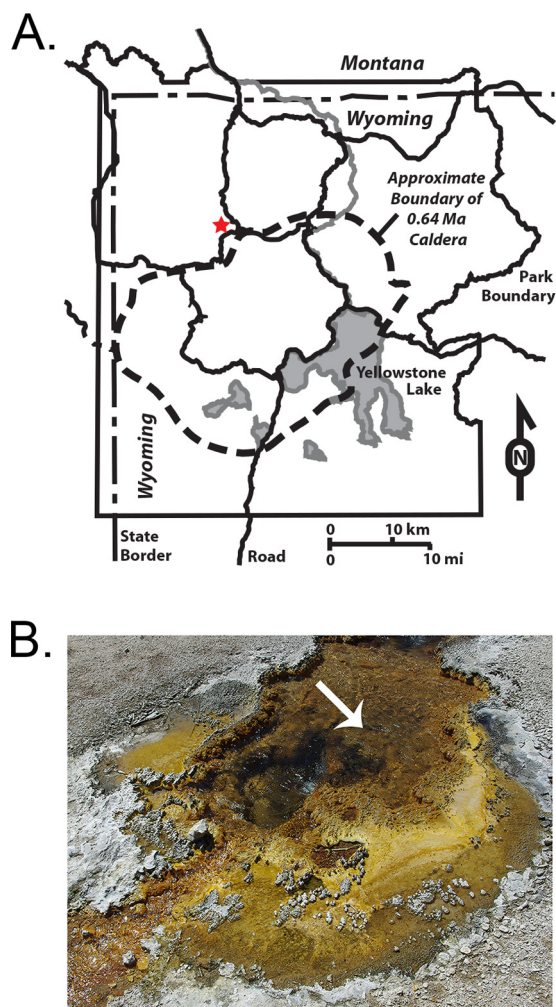 A.
Montana
Wyoming
Approximate
Boundary of
0.64 Ma
Caldera
Park
Boundary
Yellowstone
Lake
Wyoming
N
0 10 km
0 10 mi
State
Border
Road
B.